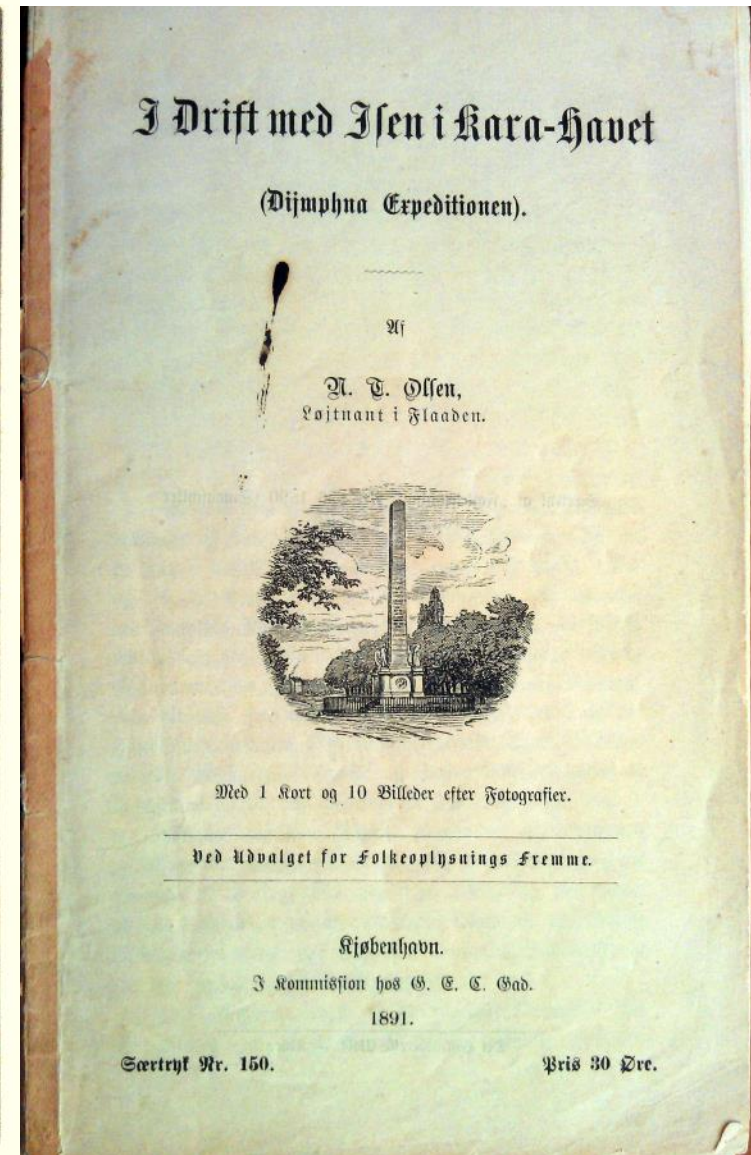 I Drift med Isen i Kara-Havet
(Dijmphna Expeditionen).
Af
N. T. Olsen,
Løjtnant i Flaaden.
Med 1 Kort og 10 Billeder efter Fotografier.
Ved Udvalget for Folkeoplysnings Fremme.
Kjøbenhavn.
I Kommission hos G. E. C. Gad.
1891.
Særtryk Nr. 150.
Pris 30 Øre.